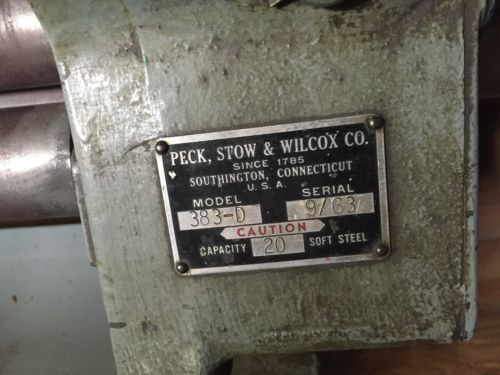 PECK, STOW & WILCOX CO.
SINCE 1785
SOUTHINGTON, CONNECTICUT
U.S.A.
MODEL SERIAL
383-D 9/63
CAUTION
CAPACITY 20 SOFT STEEL